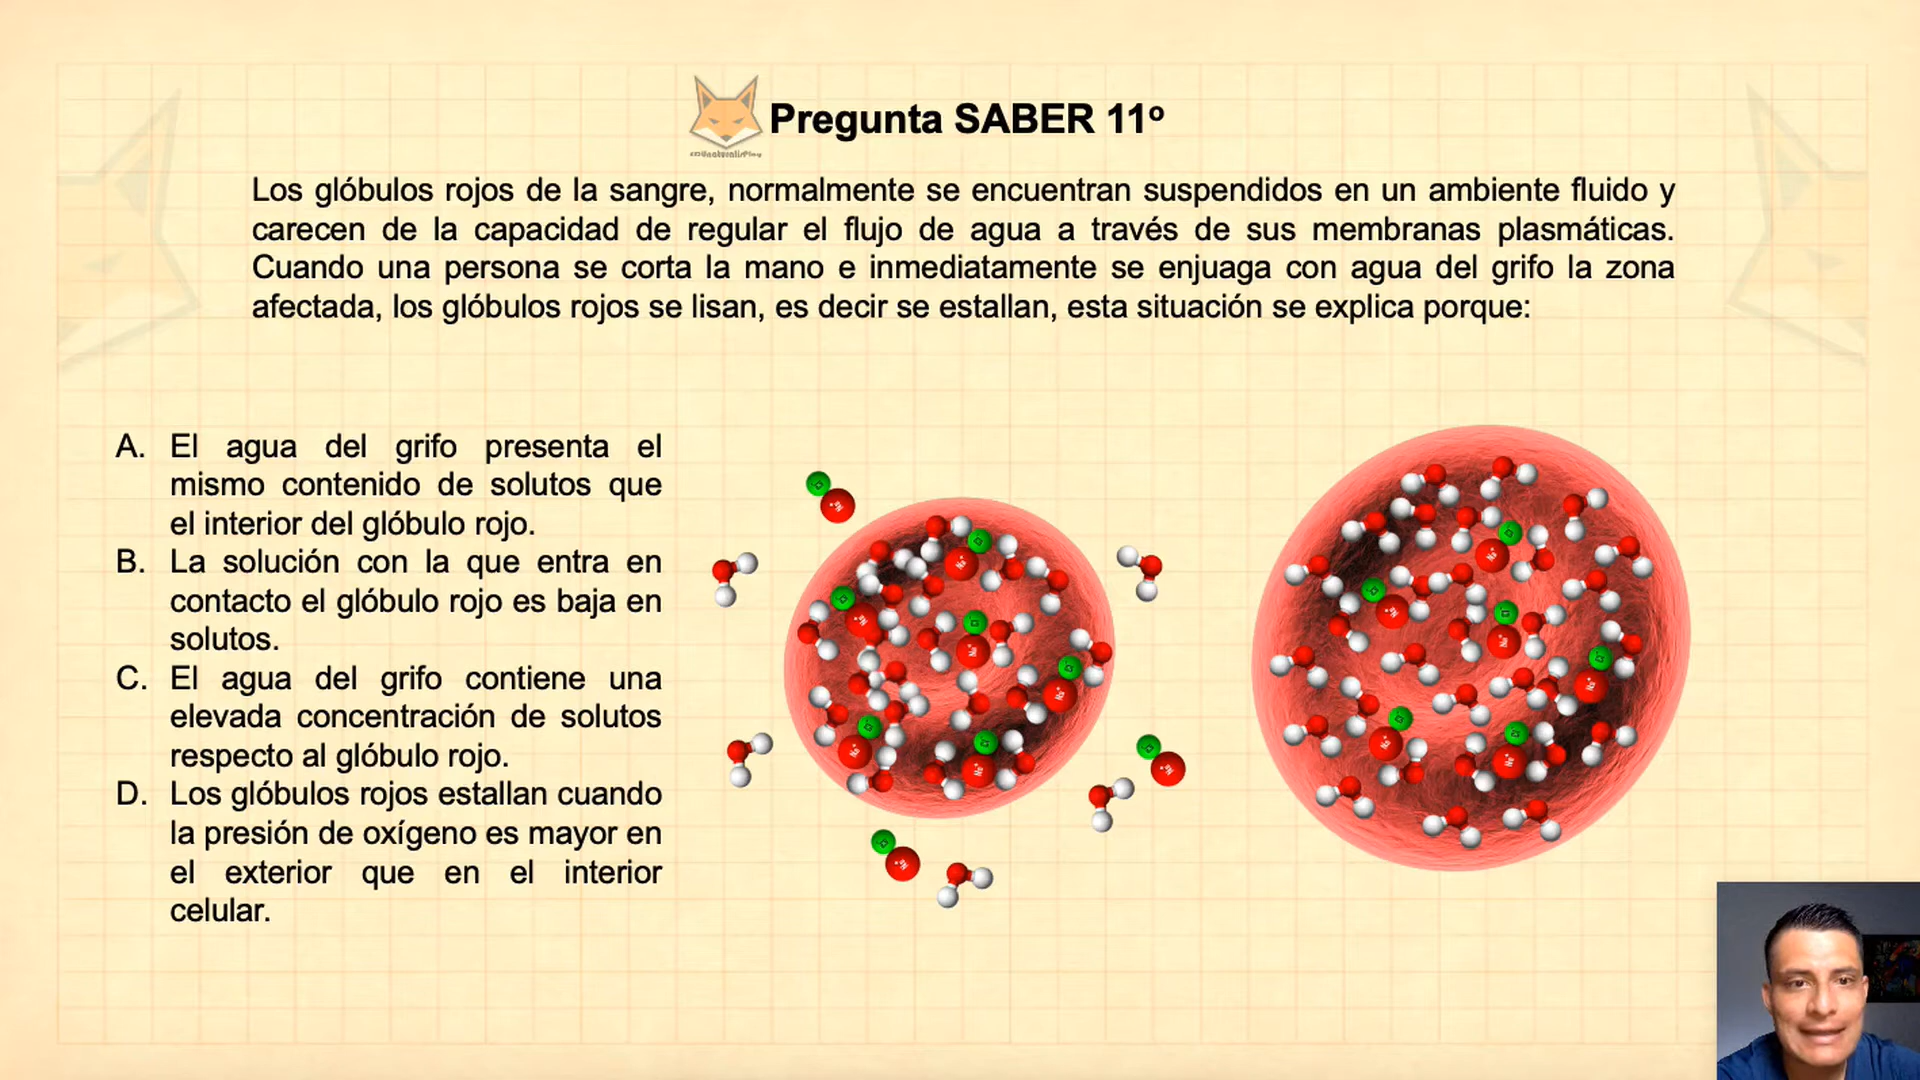 Pregunta SABER 11º
Los glóbulos rojos de la sangre, normalmente se encuentran suspendidos en un ambiente fluido y
carecen de la capacidad de regular el flujo de agua a través de sus membranas plasmáticas.
Cuando una persona se corta la mano e inmediatamente se enjuaga con agua del grifo la zona
afectada, los glóbulos rojos se lisan, es decir se estallan, esta situación se explica porque:
A. El agua del grifo presenta el
mismo contenido de solutos que
el interior del glóbulo rojo.
B. La solución con la que entra en
contacto el glóbulo rojo es baja en
solutos.
C. El agua del grifo contiene una
elevada concentración de solutos
respecto al glóbulo rojo.
D. Los glóbulos rojos estallan cuando
la presión de oxígeno es mayor en
el exterior que en el interior
celular.